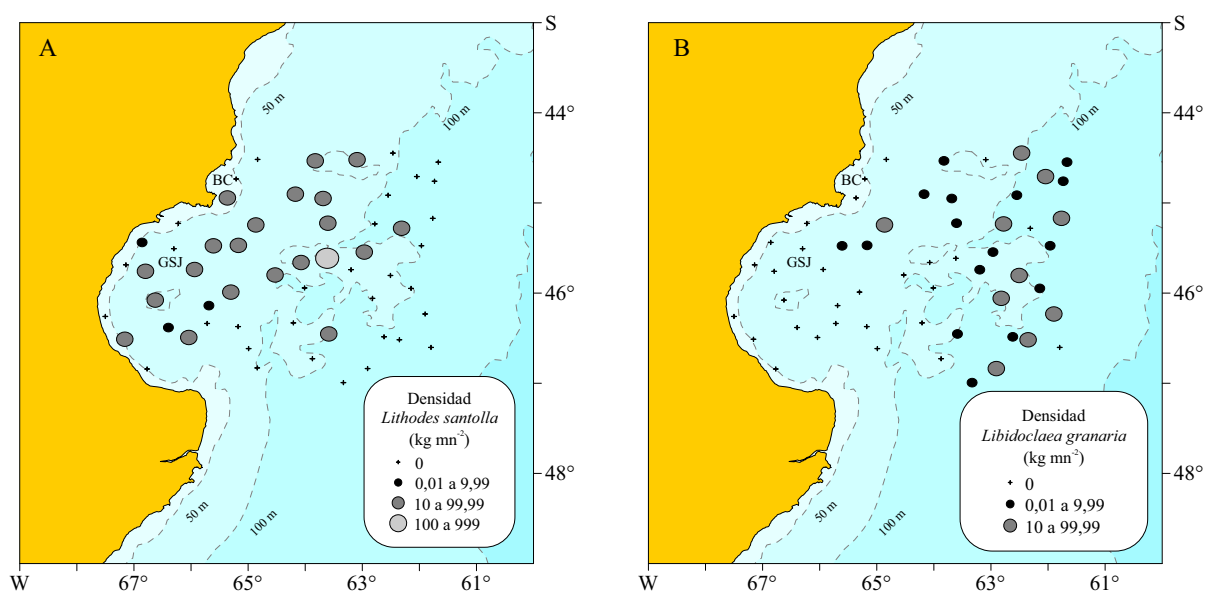 A
S
50 m
100 m
44°
BC
GSJ
46°
Densidad
Lithodes santolla
(kg mn-2)
0
0,01 a 9,99
10 a 99,99
100 a 999
48°
50 m
100 m
W
67°
65°
63°
61°
B
S
50 m
100 m
44°
BC
GSJ
46°
Densidad
Libidoclaea granaria
(kg mn-2)
0
0,01 a 9,99
10 a 99,99
48°
50 m
100 m
W
67°
65°
63°
61°